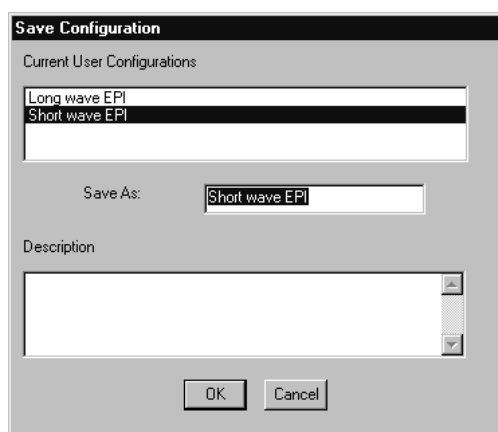 Save Configuration
Current User Configurations
Long wave EPI
Short wave EPI
Save As:
Short wave EPI
Description
OK
Cancel